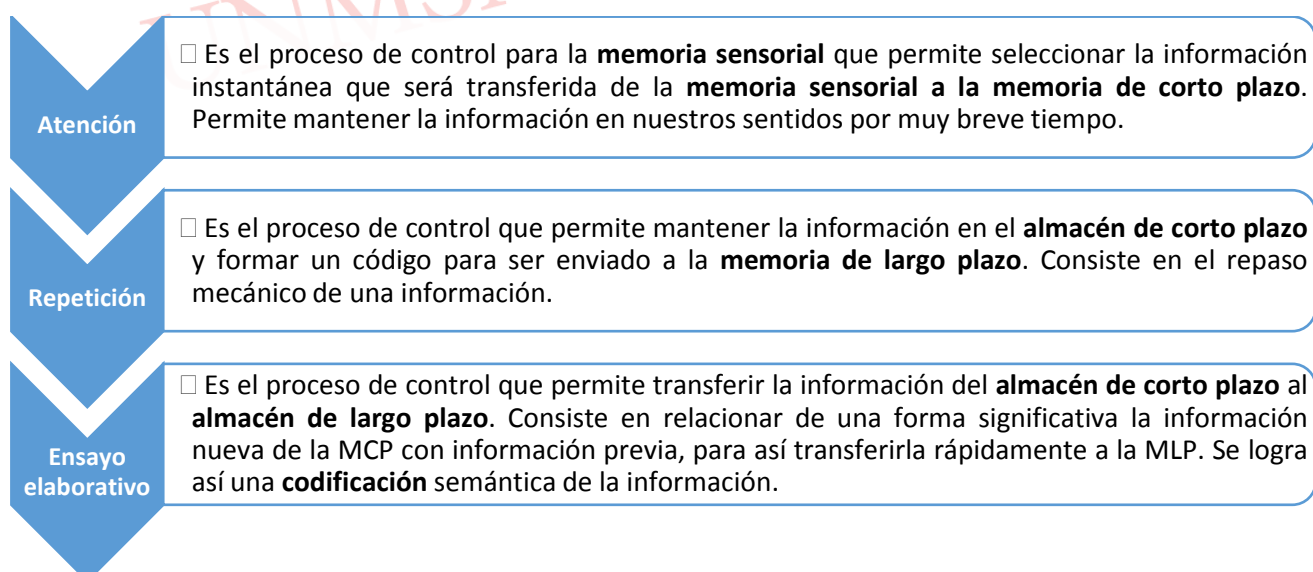 UNMS
Atención
□ Es el proceso de control para la memoria sensorial que permite seleccionar la información
instantánea que será transferida de la memoria sensorial a la memoria de corto plazo.
Permite mantener la información en nuestros sentidos por muy breve tiempo.
Repetición
□ Es el proceso de control que permite mantener la información en el almacén de corto plazo
y formar un código para ser enviado a la memoria de largo plazo. Consiste en el repaso
mecánico de una información.
Ensayo
elaborativo
□ Es el proceso de control que permite transferir la información del almacén de corto plazo al
almacén de largo plazo. Consiste en relacionar de una forma significativa la información
nueva de la MCP con información previa, para así transferirla rápidamente a la MLP. Se logra
así una codificación semántica de la información.